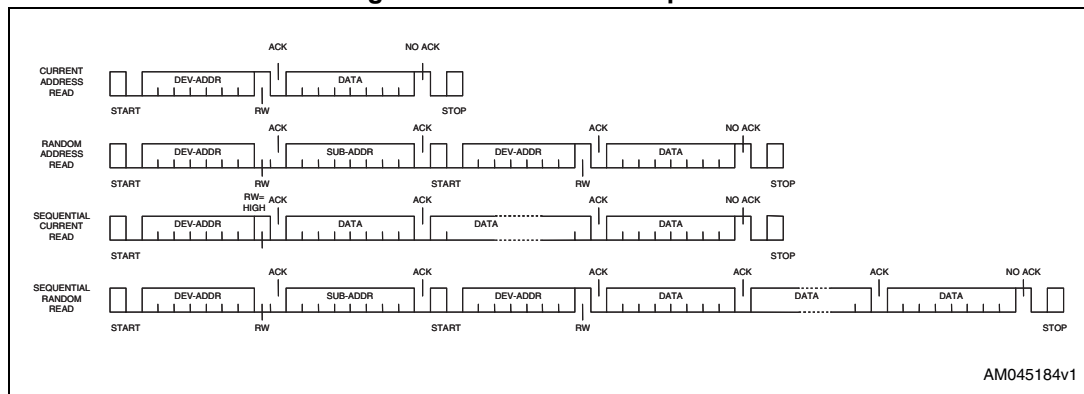 ACK NO ACK
CURRENT
ADDRESS
READ
DEV-ADDR DATA
START RW STOP
ACK ACK ACK NO ACK
RANDOM
ADDRESS
READ
DEV-ADDR SUB-ADDR DEV-ADDR DATA
START RW START RW STOP
RW=
HIGH
ACK ACK ACK NO ACK
SEQUENTIAL
CURRENT
READ
DEV-ADDR DATA DATA DATA
START STOP
ACK ACK ACK ACK ACK NO ACK
SEQUENTIAL
RANDOM
READ
DEV-ADDR SUB-ADDR DEV-ADDR DATA DATA DATA
START RW START RW STOP
AM045184v1